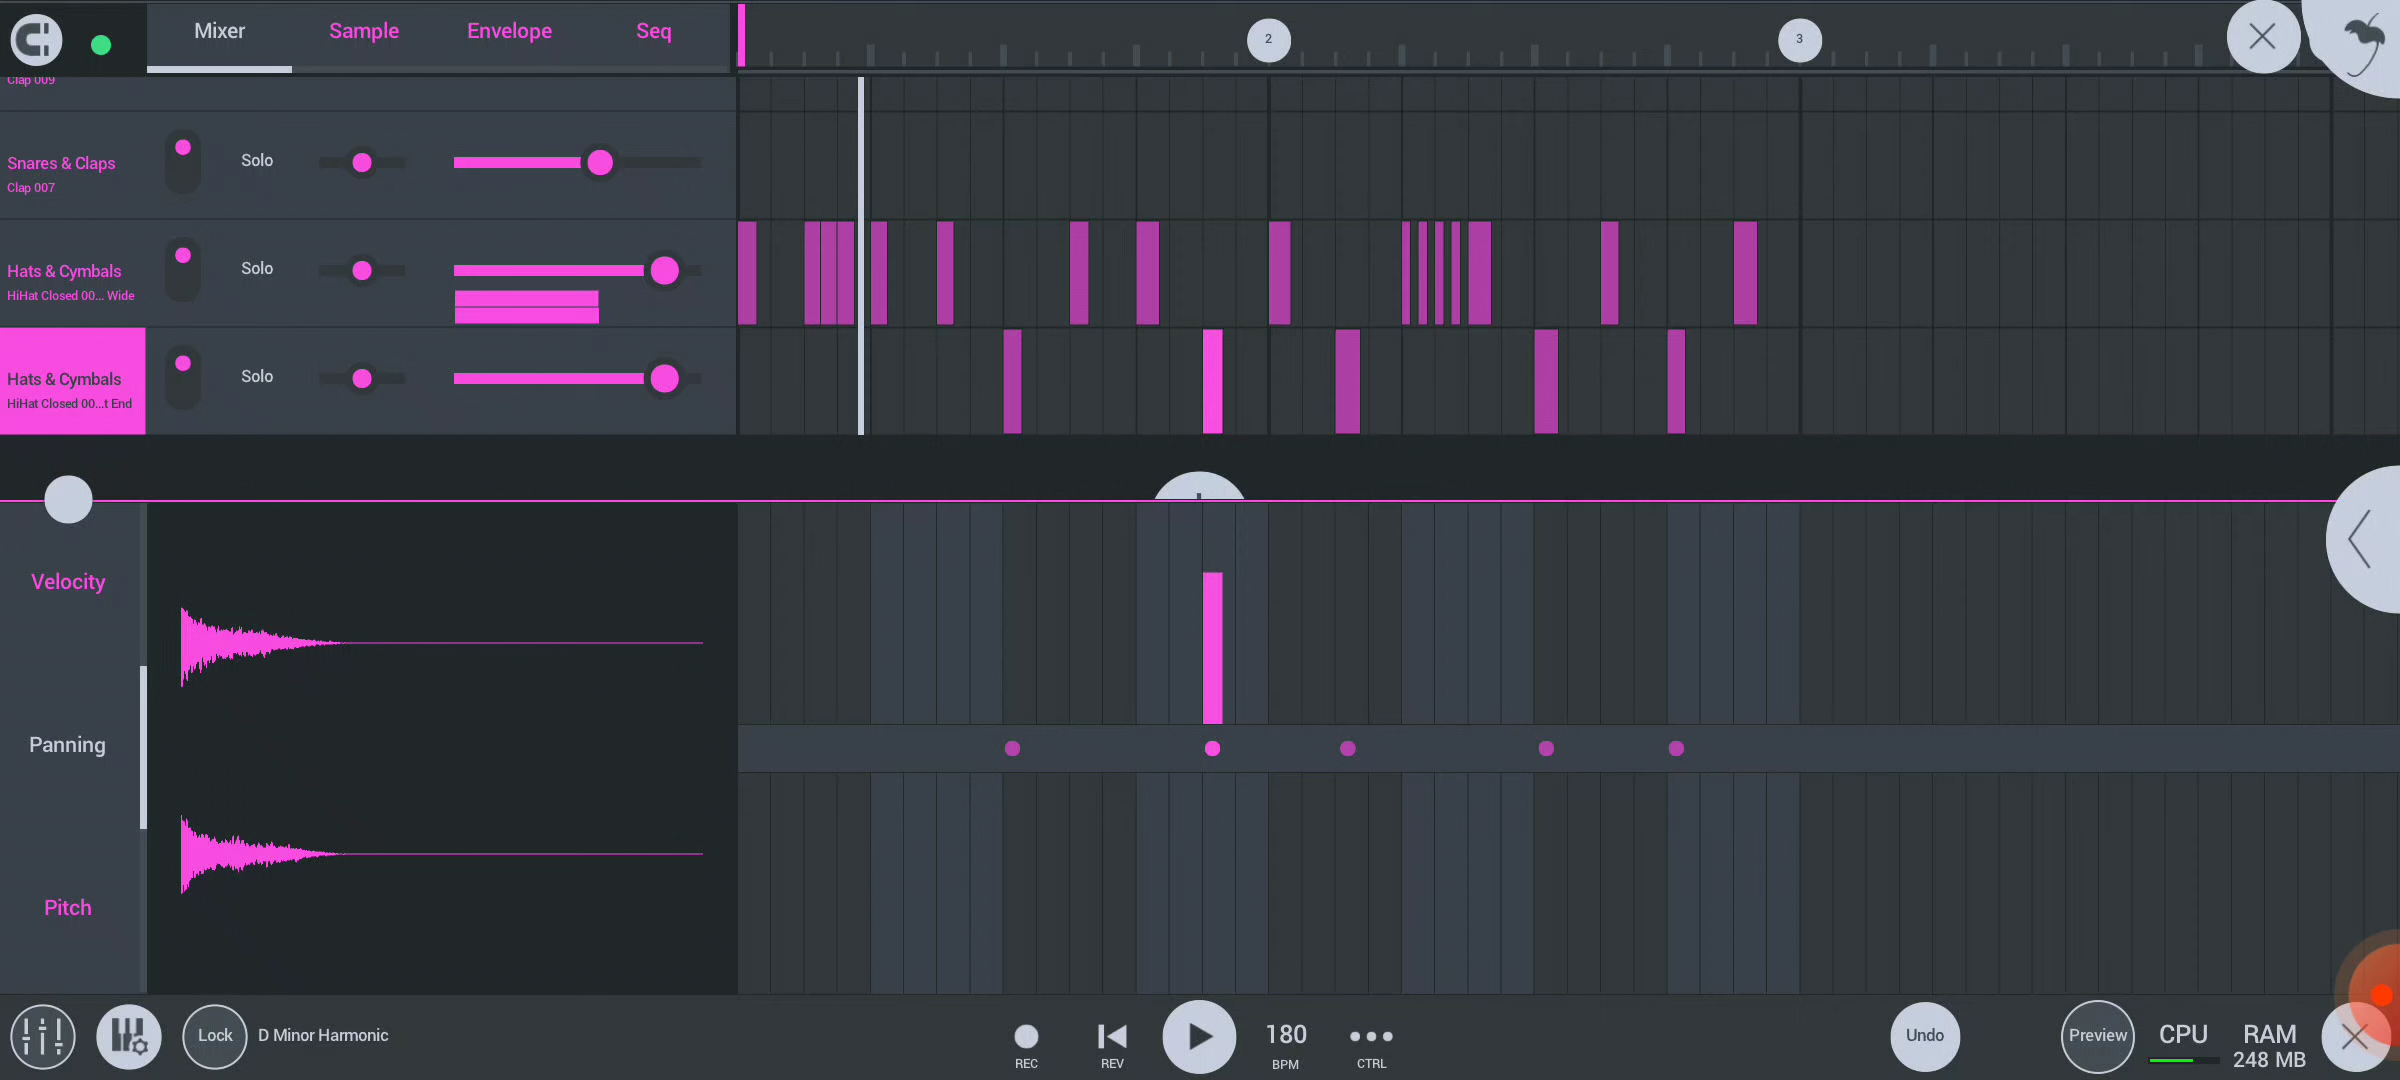 Mixer Sample Envelope Seq
2 3
Clap 009
Snares & Claps
Clap 007
Solo
Hats & Cymbals
HiHat Closed 00... Wide
Solo
Hats & Cymbals
HiHat Closed 00...t End
Solo
Velocity
Panning
Pitch
Lock D Minor Harmonic
REC
REV
180
BPM
CTRL
Undo
Preview
CPU
RAM
248 MB